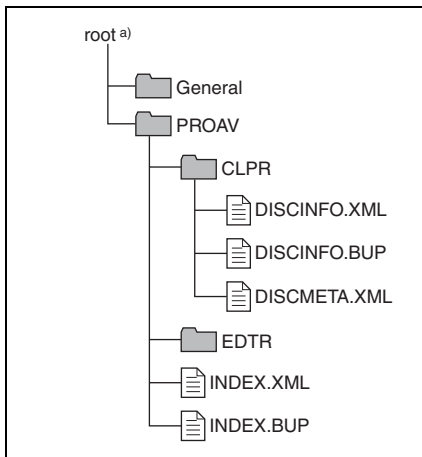 root a)
General
PROAV
CLPR
DISCINFO.XML
DISCINFO.BUP
DISCMETA.XML
EDTR
INDEX.XML
INDEX.BUP